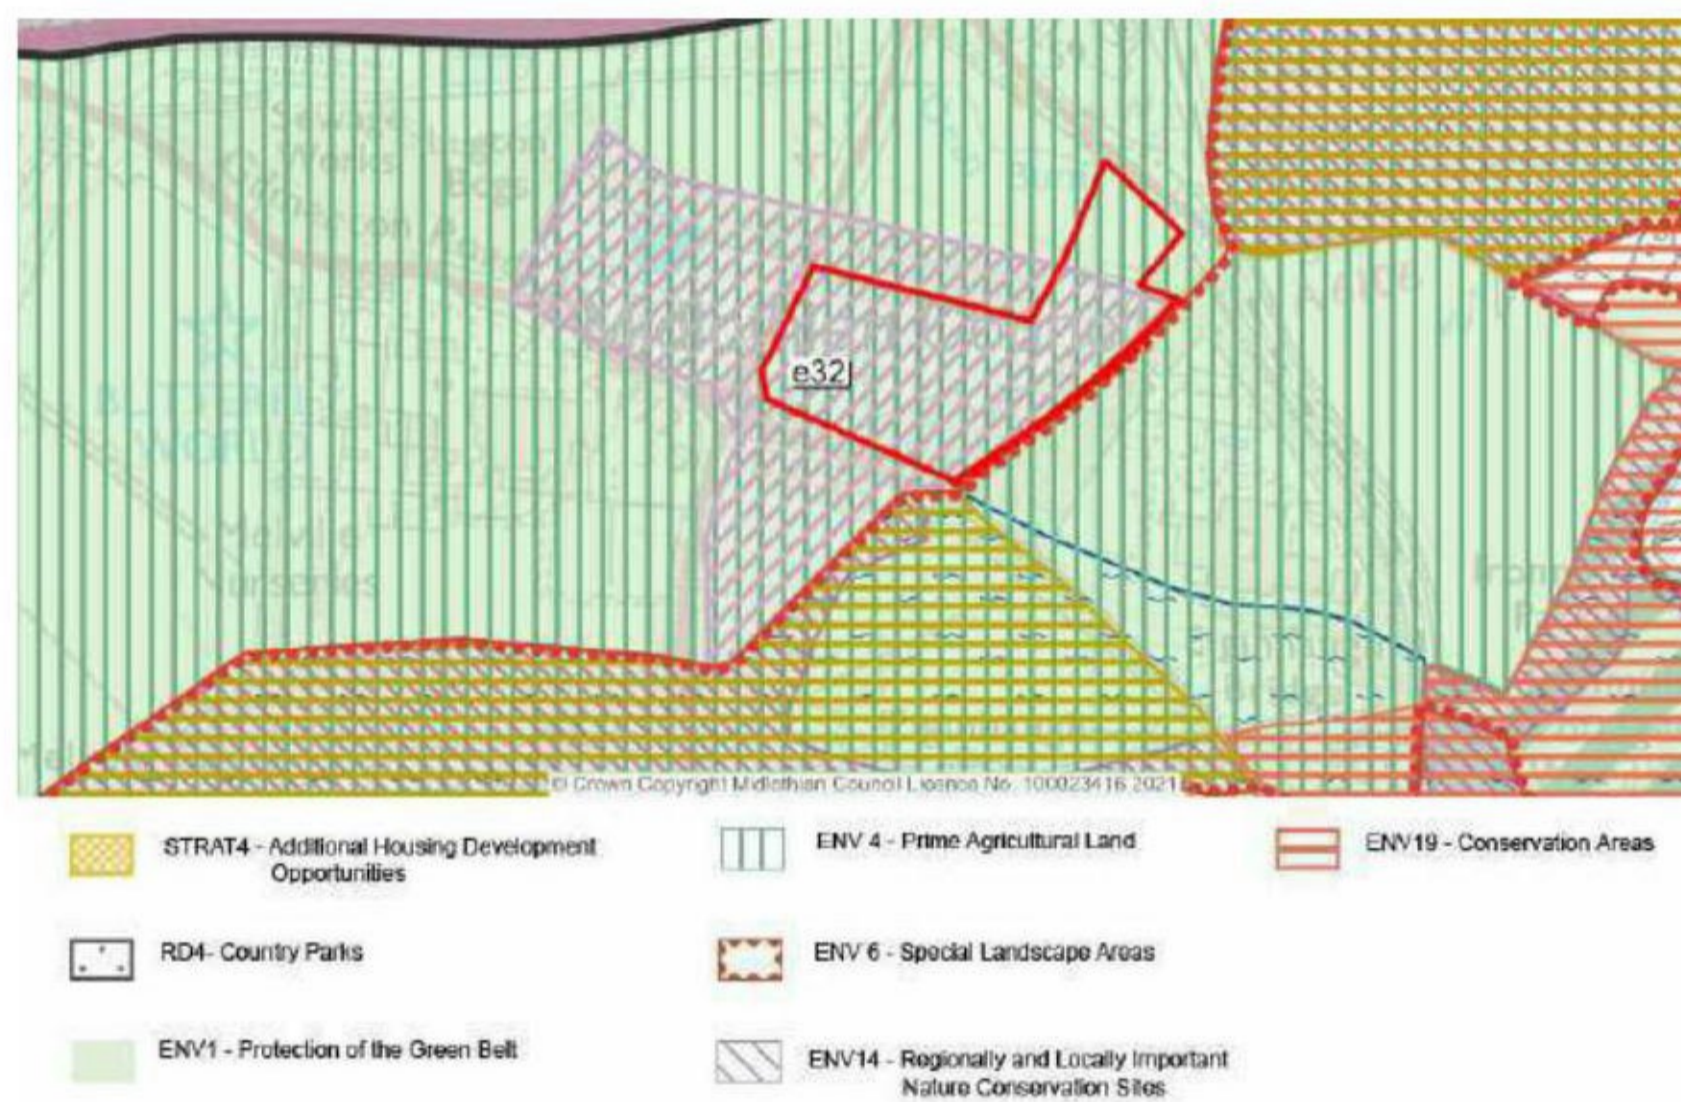 Nurseries
e32
© Crown Copyright Midlothian Council Licence No. 100023416 2021
STRAT4 - Additional Housing Development
Opportunities
ENV 4 - Prime Agricultural Land
ENV19 - Conservation Areas
RD4- Country Parks
ENV 6 - Special Landscape Areas
ENV1 - Protection of the Green Belt
ENV14 - Regionally and Locally Important
Nature Conservation Sites